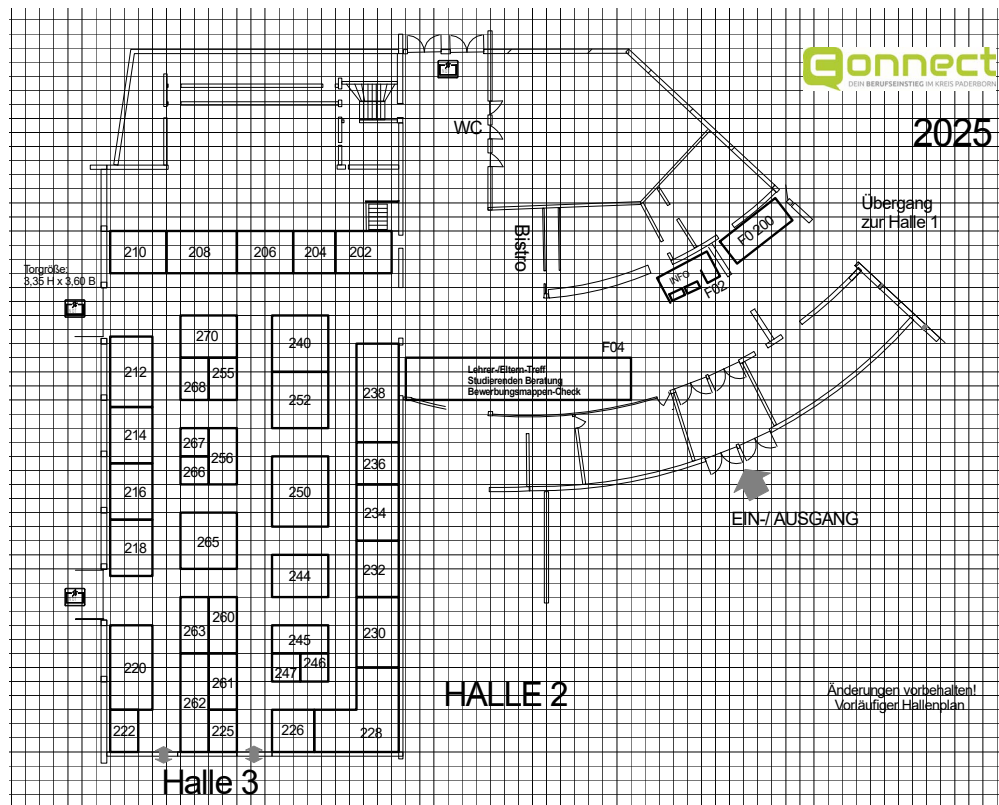 connect
DEIN BERUFSEINSTIEG IM KREIS PADERBORN
2025
WC
Übergang
zur Halle 1
Bistro
F0 200
INFO
F02
210
208
206
204
202
Torgröße:
3,35 H x 3,60 B
270
240
212
268
255
252
238
F04
Lehrer-/Eltern-Treff
Studierenden Beratung
Bewerbungsmappen-Check
214
267
256
266
236
216
250
234
EIN-/ AUSGANG
218
265
244
232
263
260
245
230
220
247
246
261
262
HALLE 2
Änderungen vorbehalten!
Vorläufiger Hallenplan
222
225
226
228
Halle 3